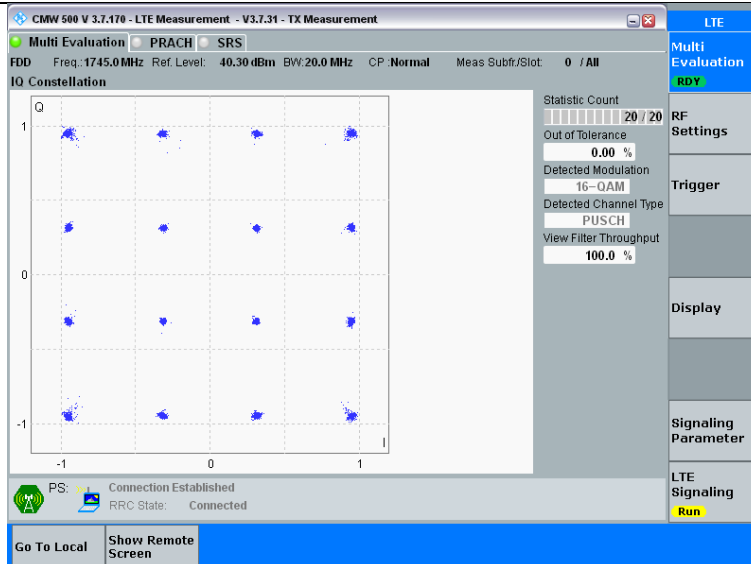 CMW 500 V 3.7.170 - LTE Measurement - V3.7.31 - TX Measurement
LTE
Multi Evaluation PRACH SRS
Multi
Evaluation
RDY
FDD Freq.:1745.0 MHz Ref. Level: 40.30 dBm BW:20.0 MHz CP :Normal Meas Subfr./Slot: 0 / All
IQ Constellation
Q
1
0
-1
-1 0 1
I
Statistic Count
20 / 20
Out of Tolerance
0.00 %
Detected Modulation
16-QAM
Detected Channel Type
PUSCH
View Filter Throughput
100.0 %
RF
Settings
Trigger
Display
Signaling
Parameter
LTE
Signaling
Run
PS: Connection Established
RRC State: Connected
Go To Local
Show Remote
Screen